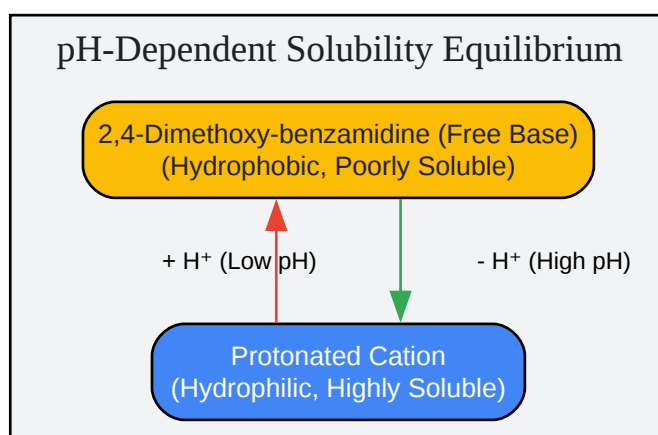 pH-Dependent Solubility Equilibrium
2,4-Dimethoxy-benzamidine (Free Base)
(Hydrophobic, Poorly Soluble)
+ H⁺ (Low pH)
- H⁺ (High pH)
Protonated Cation
(Hydrophilic, Highly Soluble)